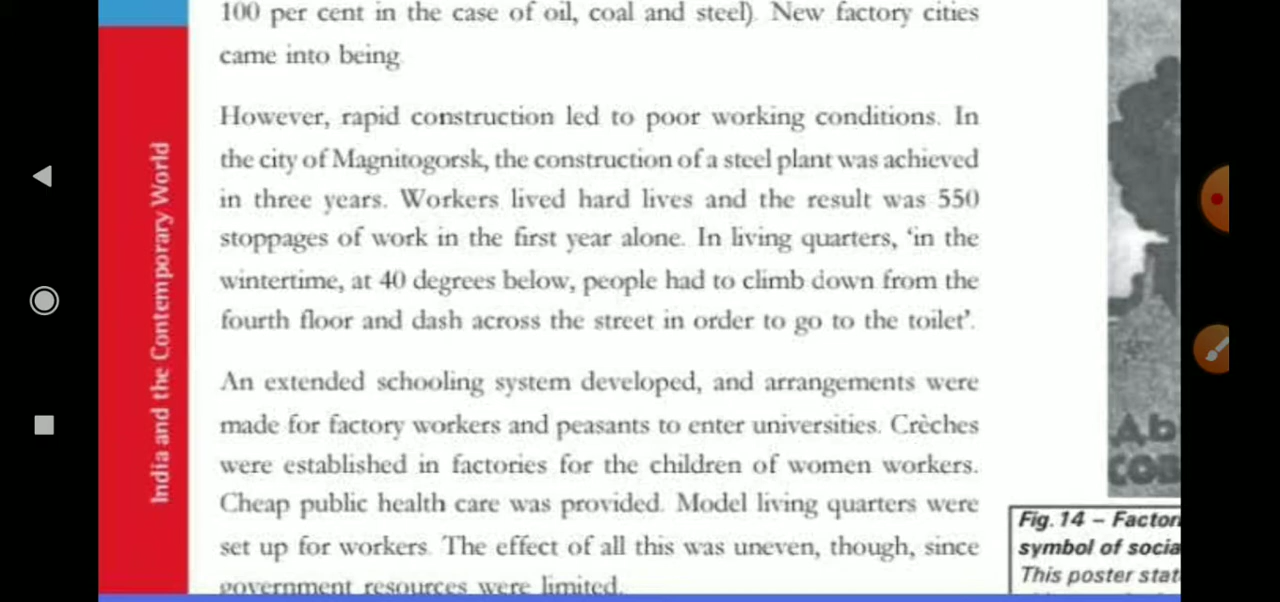 100 per cent in the case of oil, coal and steel). New factory cities
came into being.
However, rapid construction led to poor working conditions. In
the city of Magnitogorsk, the construction of a steel plant was achieved
in three years. Workers lived hard lives and the result was 550
stoppages of work in the first year alone. In living quarters, ‘in the
wintertime, at 40 degrees below, people had to climb down from the
fourth floor and dash across the street in order to go to the toilet’.
An extended schooling system developed, and arrangements were
made for factory workers and peasants to enter universities. Crèches
were established in factories for the children of women workers.
Cheap public health care was provided. Model living quarters were
set up for workers. The effect of all this was uneven, though, since
government resources were limited.
India and the Contemporary World
Fig. 14 – Factor
symbol of socia
This poster stat